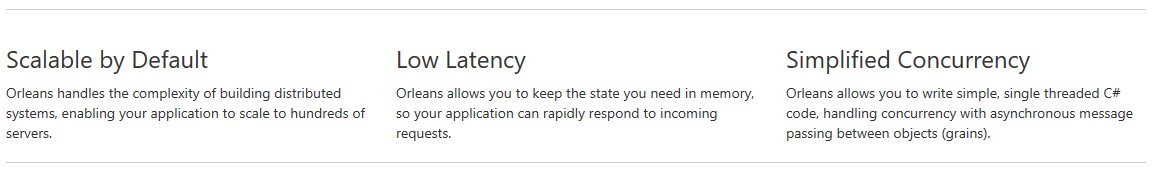 Scalable by Default
Orleans handles the complexity of building distributed
systems, enabling your application to scale to hundreds of
servers.
Low Latency
Orleans allows you to keep the state you need in memory,
so your application can rapidly respond to incoming
requests.
Simplified Concurrency
Orleans allows you to write simple, single threaded C#
code, handling concurrency with asynchronous message
passing between objects (grains).